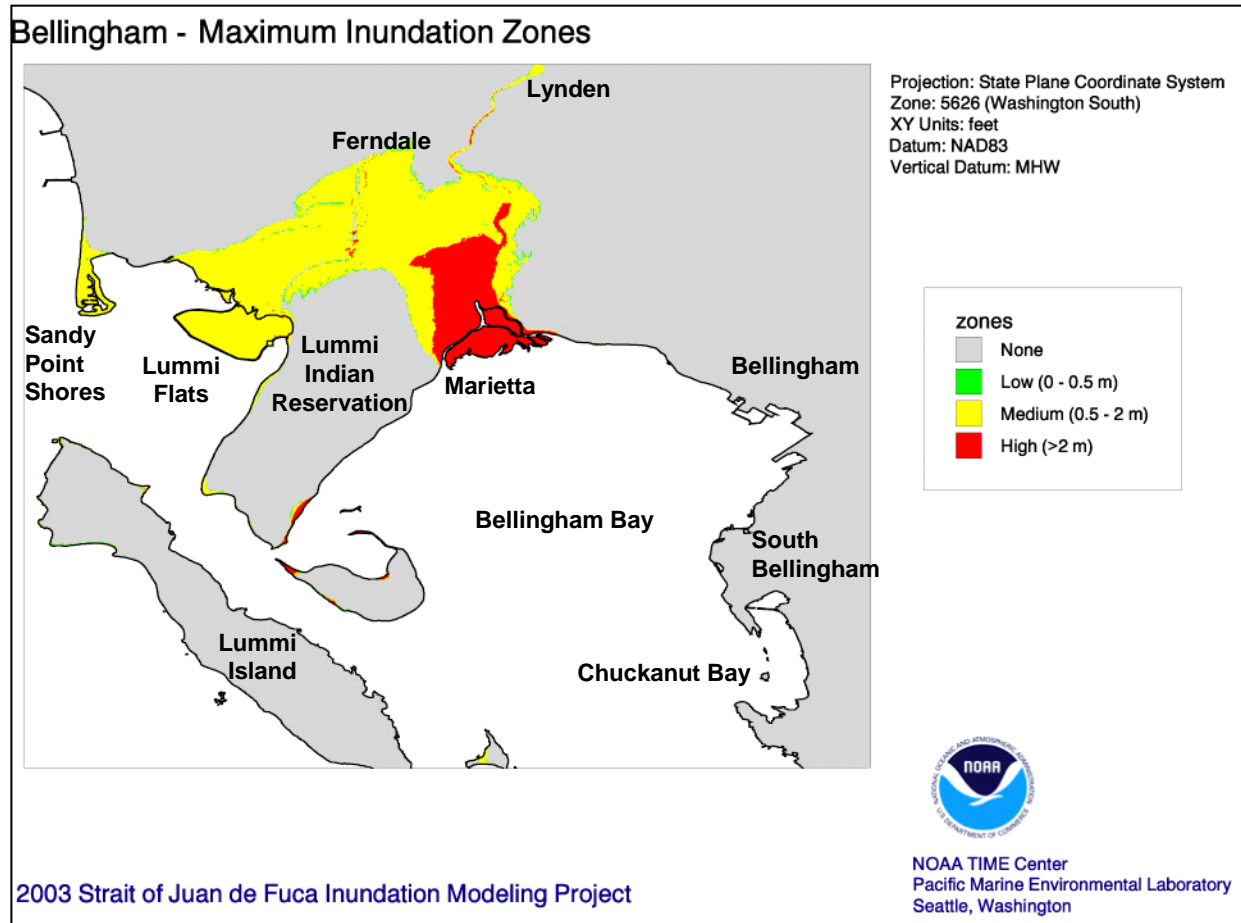 Bellingham - Maximum Inundation Zones
Lynden
Ferndale
Sandy
Point
Shores
Lummi
Flats
Lummi
Indian
Reservation
Marietta
Bellingham
Bellingham Bay
South
Bellingham
Lummi
Island
Chuckanut Bay
Projection: State Plane Coordinate System
Zone: 5626 (Washington South)
XY Units: feet
Datum: NAD83
Vertical Datum: MHW
zones
None
Low (0 - 0.5 m)
Medium (0.5 - 2 m)
High (>2 m)
NATIONAL OCEANIC AND ATMOSPHERIC ADMINISTRATION
NOAA
U.S. DEPARTMENT OF COMMERCE
NOAA TIME Center
Pacific Marine Environmental Laboratory
Seattle, Washington
2003 Strait of Juan de Fuca Inundation Modeling Project